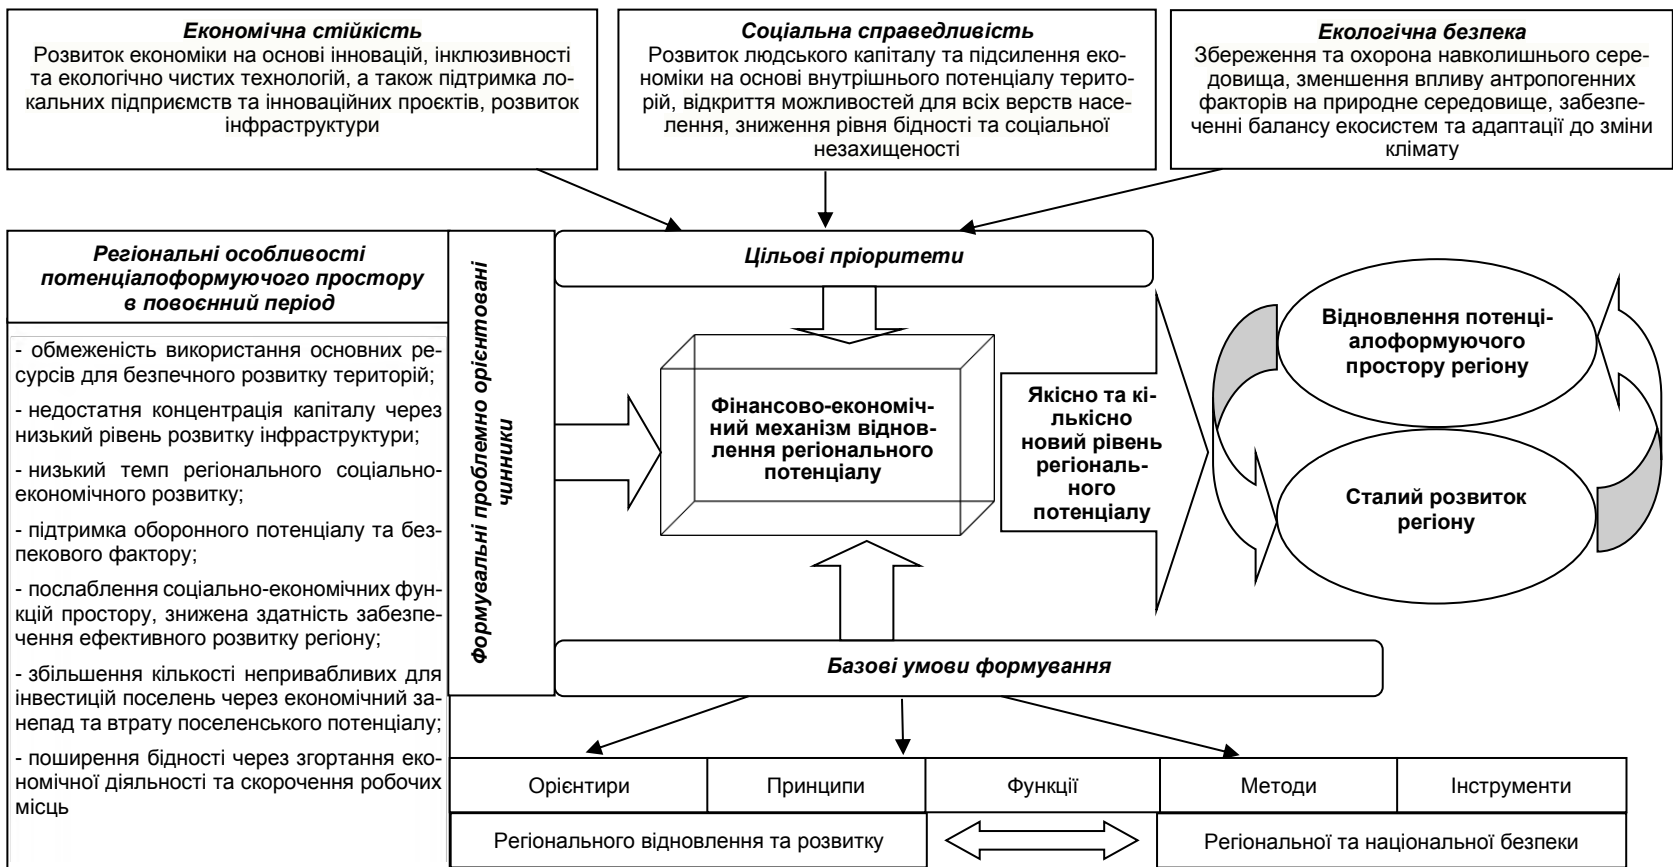 Економічна стійкість
Розвиток економіки на основі інновацій, інклюзивності
та екологічно чистих технологій, а також підтримка ло-
кальних підприємств та інноваційних проєктів, розвиток
інфраструктури
Соціальна справедливість
Розвиток людського капіталу та підсилення еко-
номіки на основі внутрішнього потенціалу терито-
рій, відкриття можливостей для всіх верств насе-
лення, зниження рівня бідності та соціальної
незахищеності
Екологічна безпека
Збереження та охорона навколишнього сере-
довища, зменшення впливу антропогенних
факторів на природне середовище, забезпе-
ченні балансу екосистем та адаптації до зміни
клімату
Регіональні особливості
потенціалоформуючого простору
в повоєнний період
- обмеженість використання основних ре-
сурсів для безпечного розвитку територій;
- недостатня концентрація капіталу через
низький рівень розвитку інфраструктури;
- низький темп регіонального соціально-
економічного розвитку;
- підтримка оборонного потенціалу та без-
пекового фактору;
- послаблення соціально-економічних фун-
кцій простору, знижена здатність забезпе-
чення ефективного розвитку регіону;
- збільшення кількості непривабливих для
інвестицій поселень через економічний за-
непад та втрату поселенського потенціалу;
- поширення бідності через згортання еко-
номічної діяльності та скорочення робочих
місць
Формувальні проблемно орієнтовані
чинники
Цільові пріоритети
Фінансово-економіч-
ний механізм віднов-
лення регіонального
потенціалу
Якісно та кі-
лькісно
новий рівень
регіональ-
ного
потенціалу
Відновлення потенці-
алоформуючого
простору регіону
Сталий розвиток
регіону
Базові умови формування
Орієнтири
Принципи
Функції
Методи
Інструменти
Регіонального відновлення та розвитку
Регіональної та національної безпеки